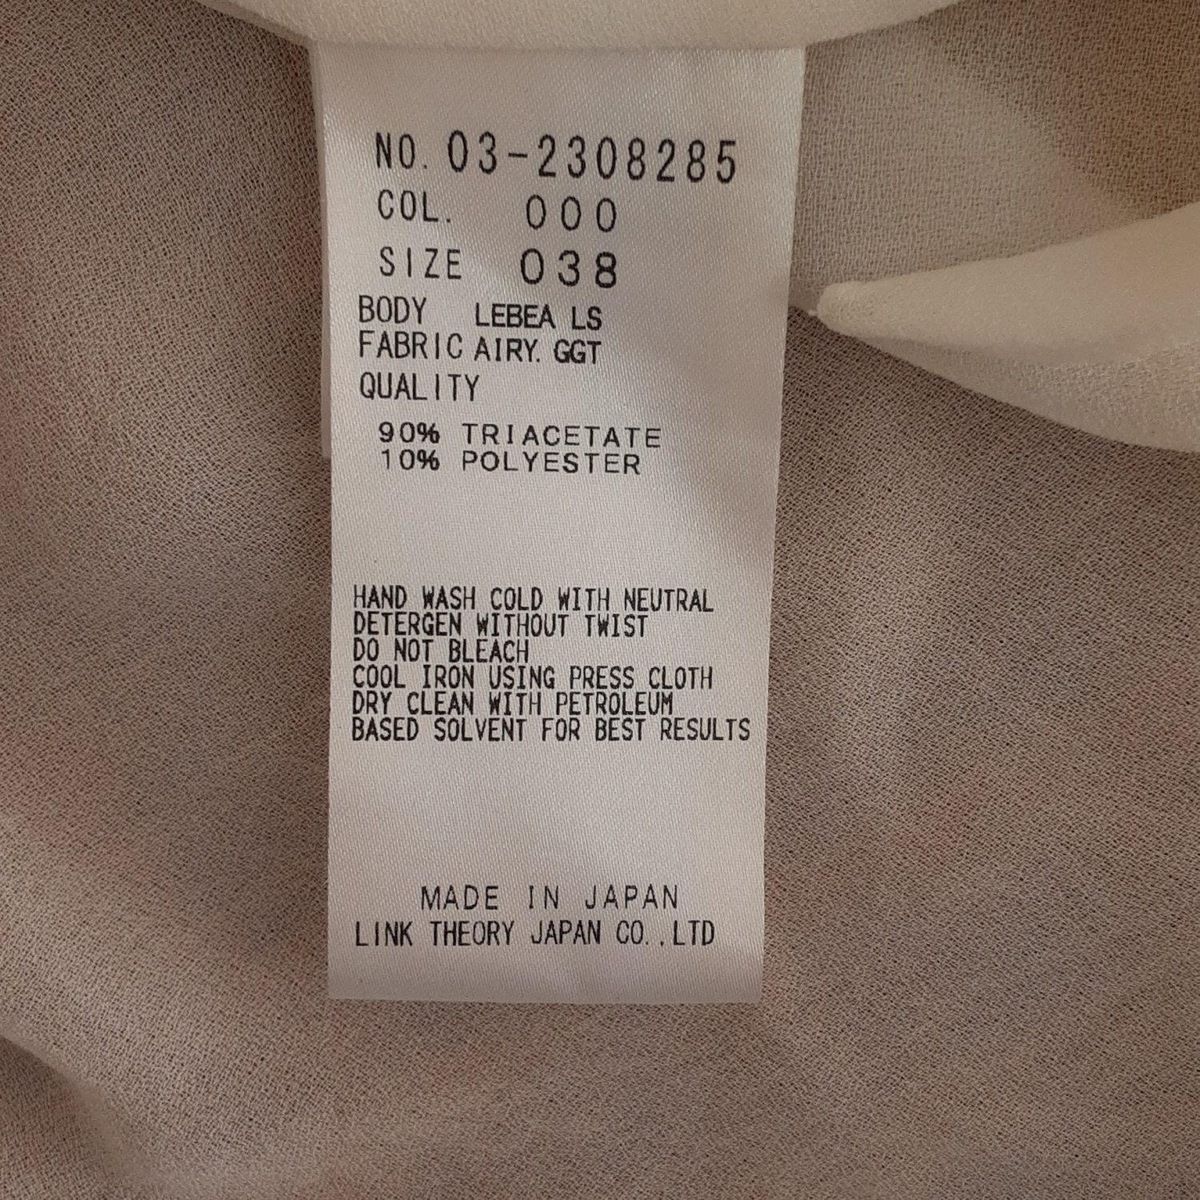 NO. 03-2308285
COL. 000
SIZE 038
BODY LEBEA LS
FABRIC AIRY. GGT
QUALITY
90% TRIACETATE
10% POLYESTER
HAND WASH COLD WITH NEUTRAL
DETERGEN WITHOUT TWIST
DO NOT BLEACH
COOL IRON USING PRESS CLOTH
DRY CLEAN WITH PETROLEUM
BASED SOLVENT FOR BEST RESULTS
MADE IN JAPAN
LINK THEORY JAPAN CO.,LTD